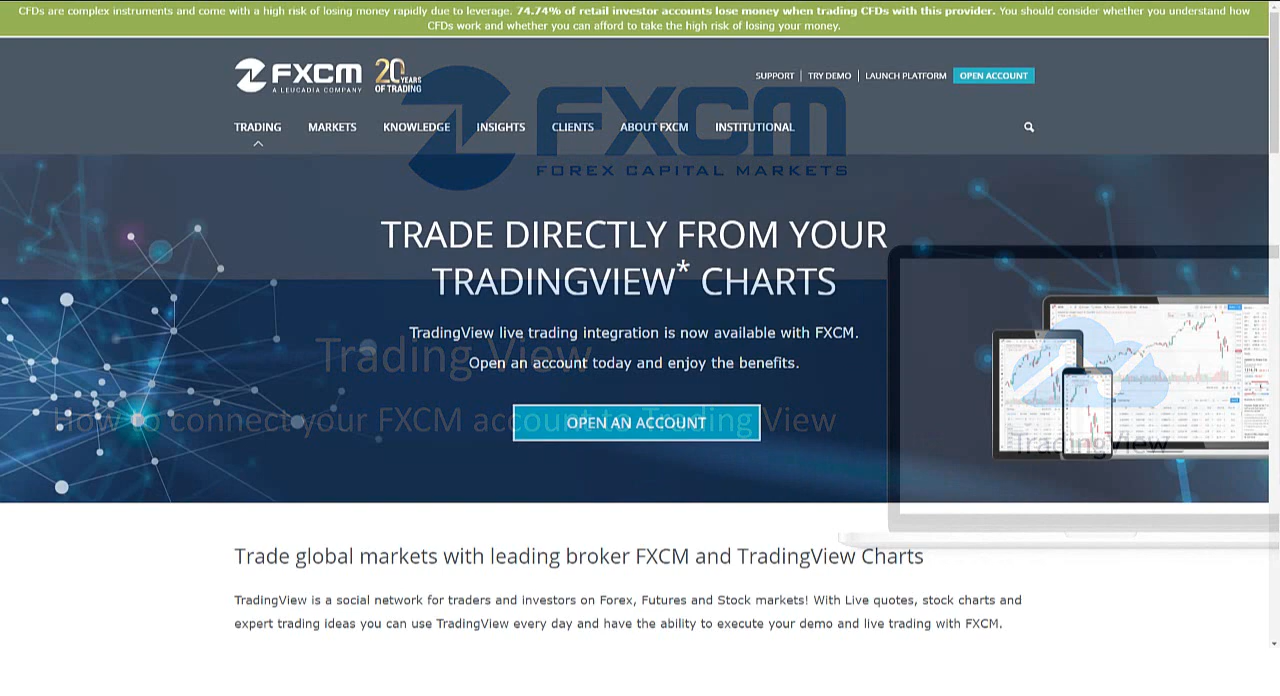 CFDs are complex instruments and come with a high risk of losing money rapidly due to leverage. 74.74% of retail investor accounts lose money when trading CFDs with this provider. You should consider whether you understand how
CFDs work and whether you can afford to take the high risk of losing your money.
FXCM
A LEUCADIA COMPANY
20 YEARS
OF TRADING
SUPPORT
TRY DEMO
LAUNCH PLATFORM
OPEN ACCOUNT
FXCM
FOREX CAPITAL MARKETS
TRADING
MARKETS
KNOWLEDGE
INSIGHTS
CLIENTS
ABOUT FXCM
INSTITUTIONAL
TRADE DIRECTLY FROM YOUR
TRADINGVIEW* CHARTS
TradingView live trading integration is now available with FXCM.
Trading View
Open an account today and enjoy the benefits.
How to connect your FXCM account to Trading View
OPEN AN ACCOUNT
TradingView
Trade global markets with leading broker FXCM and TradingView Charts
TradingView is a social network for traders and investors on Forex, Futures and Stock markets! With Live quotes, stock charts and
expert trading ideas you can use TradingView every day and have the ability to execute your demo and live trading with FXCM.